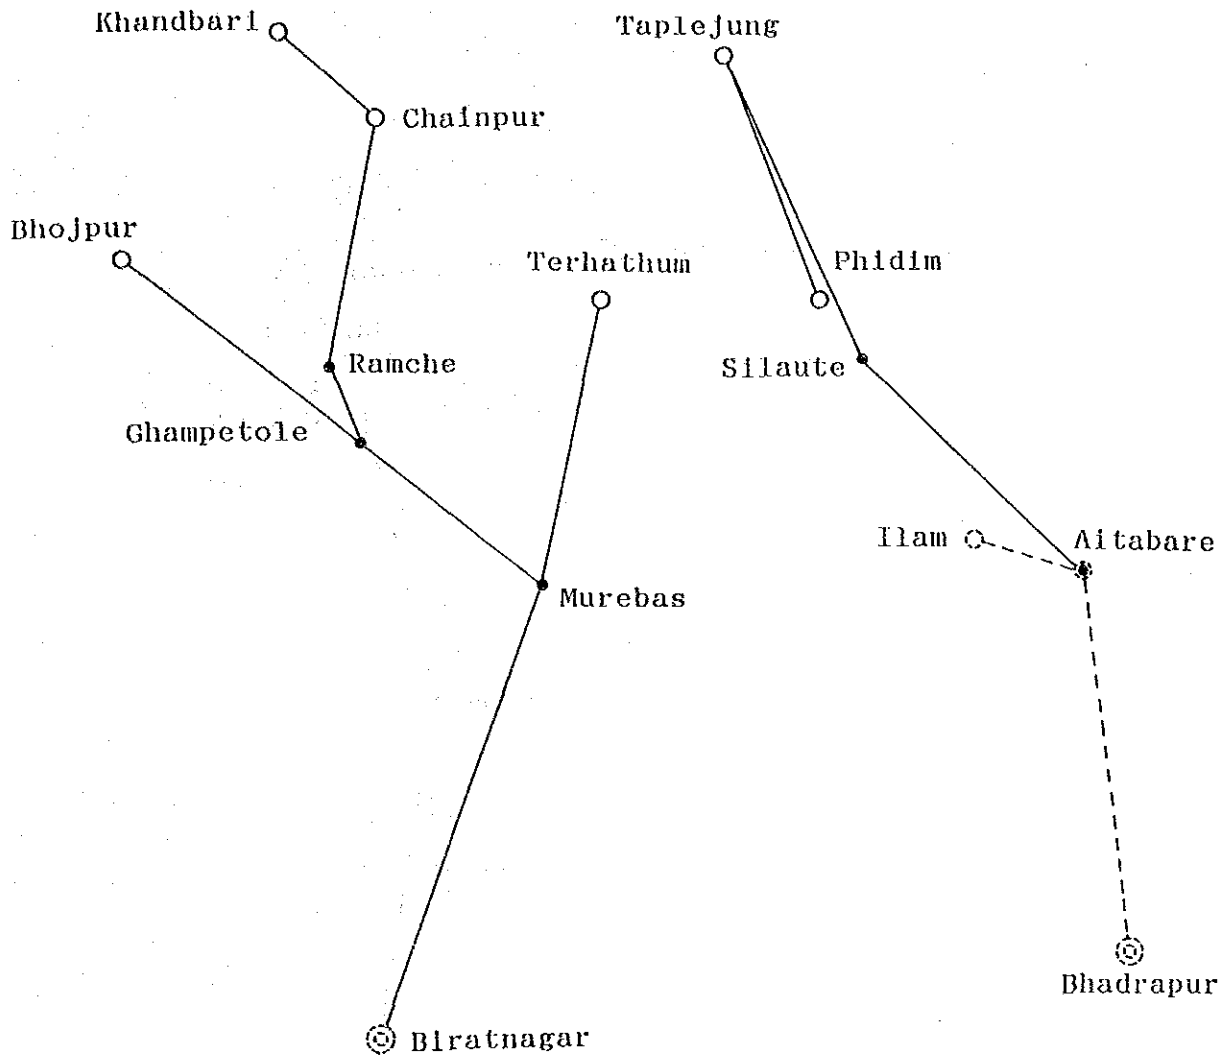 Khandbari
Taplejung
Chainpur
Bhojpur
Terhathum
Phidim
Ramche
Silaute
Ghampetole
Ilam
Aitabare
Murebas
Bhadrapur
Biratnagar